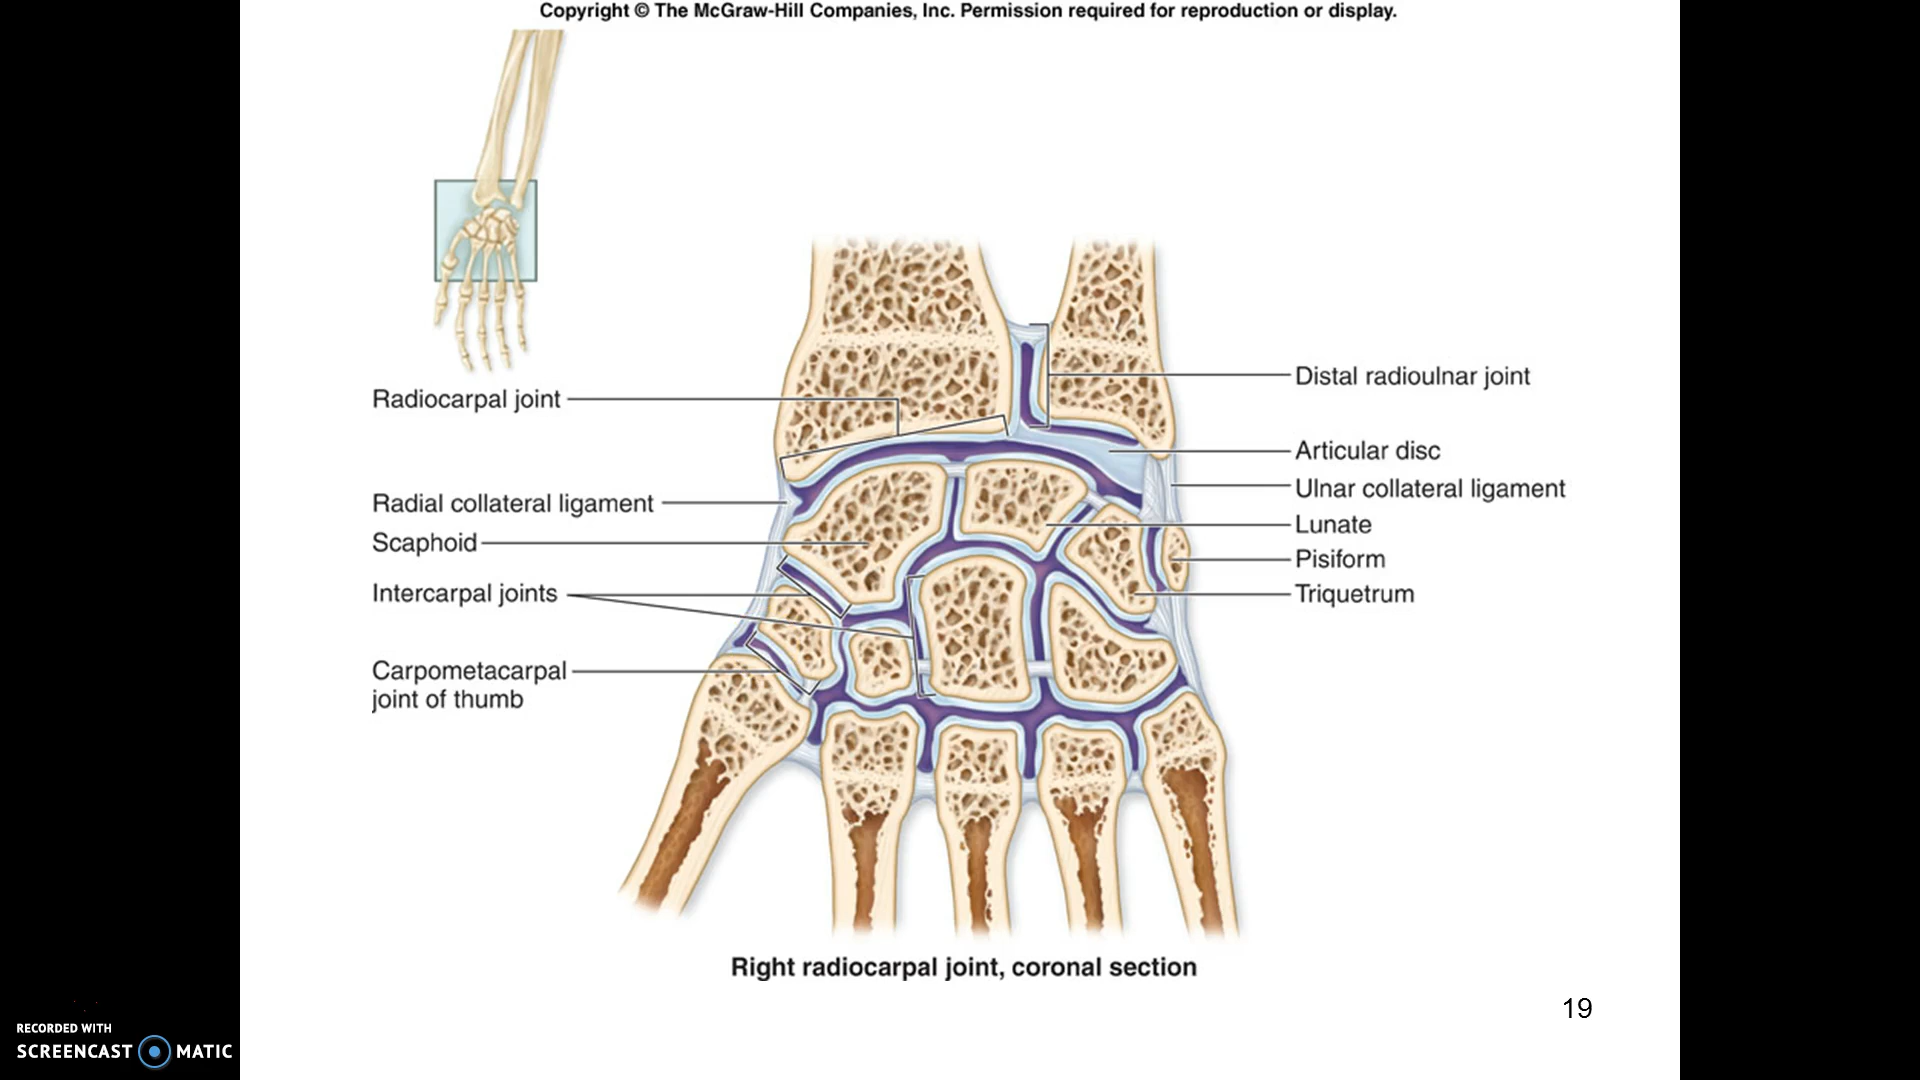 Copyright © The McGraw-Hill Companies, Inc. Permission required for reproduction or display.
Radiocarpal joint
Radial collateral ligament
Scaphoid
Intercarpal joints
Carpometacarpal
joint of thumb
Distal radioulnar joint
Articular disc
Ulnar collateral ligament
Lunate
Pisiform
Triquetrum
Right radiocarpal joint, coronal section
19
RECORDED WITH
SCREENCAST MATIC